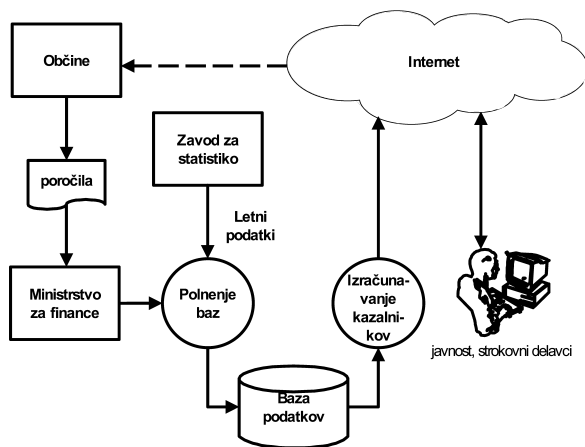 Občine
Internet
Zavod za
statistiko
poročila
Letni
podatki
Ministrstvo
za finance
Polnenje
baz
Izračuna-
vanje
kazalni-
kov
javnost, strokovni delavci
Baza
podatkov